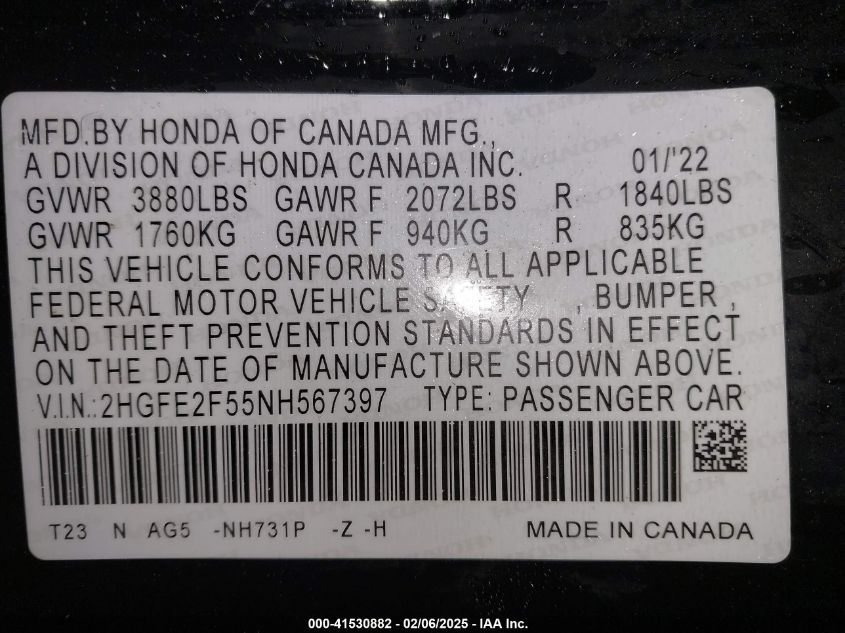 MFD.BY HONDA OF CANADA MFG.,
A DIVISION OF HONDA CANADA INC. 01/'22
GVWR 3880LBS GAWR F 2072LBS R 1840LBS
GVWR 1760KG GAWR F 940KG R 835KG
THIS VEHICLE CONFORMS TO ALL APPLICABLE
FEDERAL MOTOR VEHICLE SAFETY , BUMPER ,
AND THEFT PREVENTION STANDARDS IN EFFECT
ON THE DATE OF MANUFACTURE SHOWN ABOVE.
V.I.N.:2HGFE2F55NH567397 TYPE: PASSENGER CAR
T23 N AG5 -NH731P -Z -H MADE IN CANADA
000-41530882 - 02/06/2025 - IAA Inc.